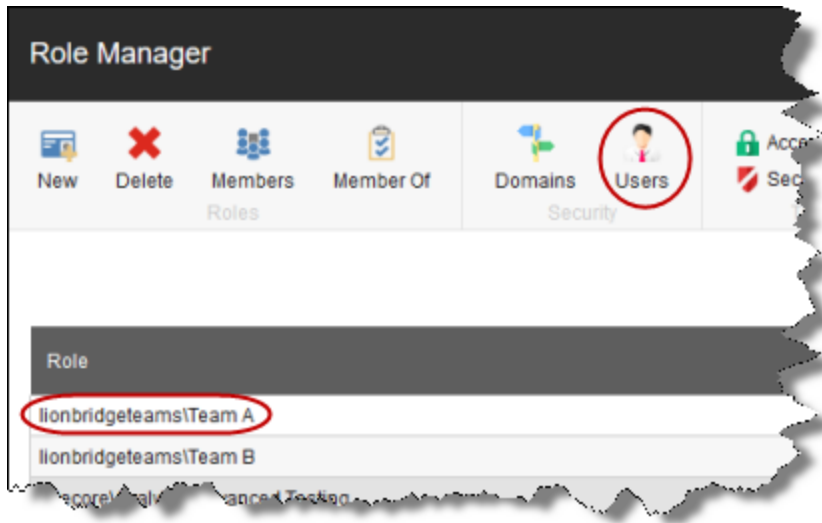 Role Manager
New Delete Members Member Of Domains Users
Roles Security
Role
lionbridgeteams\Team A
lionbridgeteams\Team B